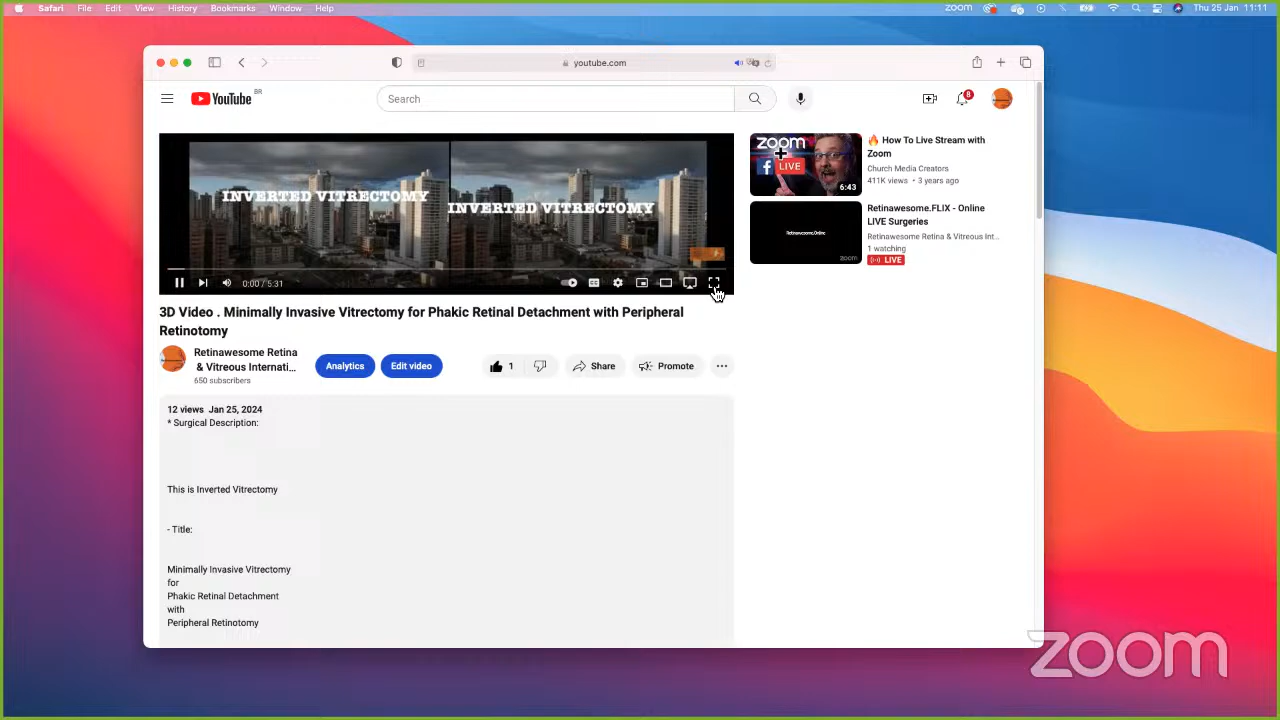 Safari File Edit View History Bookmarks Window Help
zoom
Thu 25 Jan 11:11
youtube.com
YouTube BR
Search
8
INVERTED VITRECTOMY
INVERTED VITRECTOMY
0:00 / 5:31
3D Video . Minimally Invasive Vitrectomy for Phakic Retinal Detachment with Peripheral
Retinotomy
Retinawesome Retina
& Vitreous Internati...
650 subscribers
Analytics
Edit video
1
Share
Promote
12 views Jan 25, 2024
* Surgical Description:
This is Inverted Vitrectomy
- Title:
Minimally Invasive Vitrectomy
for
Phakic Retinal Detachment
with
Peripheral Retinotomy
zoom
f LIVE
6:43
🔥 How To Live Stream with
Zoom
Church Media Creators
411K views • 3 years ago
Retinawesome.Online
zoom
Retinawesome.FLIX - Online
LIVE Surgeries
Retinawesome Retina & Vitreous Int...
1 watching
LIVE
zoom